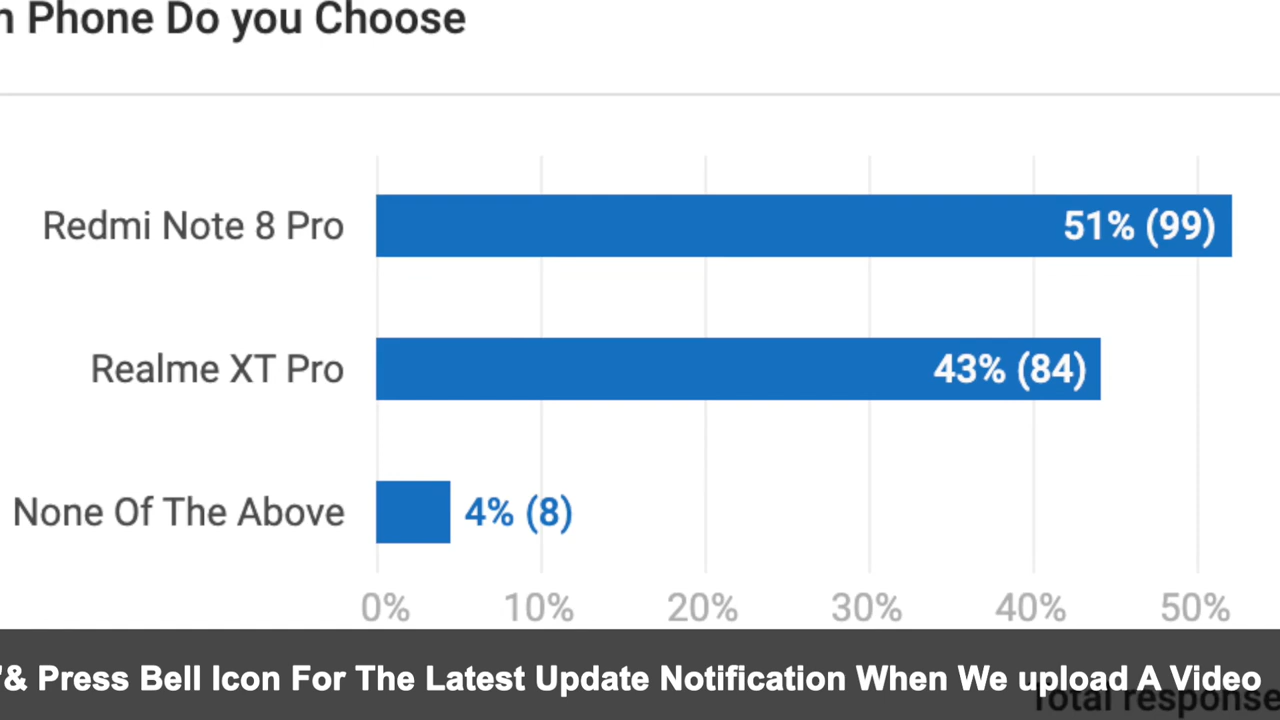 n Phone Do you Choose
Redmi Note 8 Pro 51% (99)
Realme XT Pro 43% (84)
None Of The Above 4% (8)
0% 10% 20% 30% 40% 50%
& Press Bell Icon For The Latest Update Notification When We upload A Video
Total response